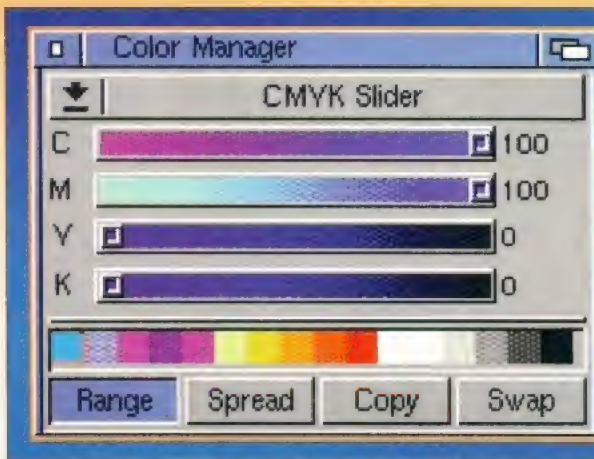 Color Manager
CMYK Slider
C 100
M 100
Y 0
K 0
Range Spread Copy Swap